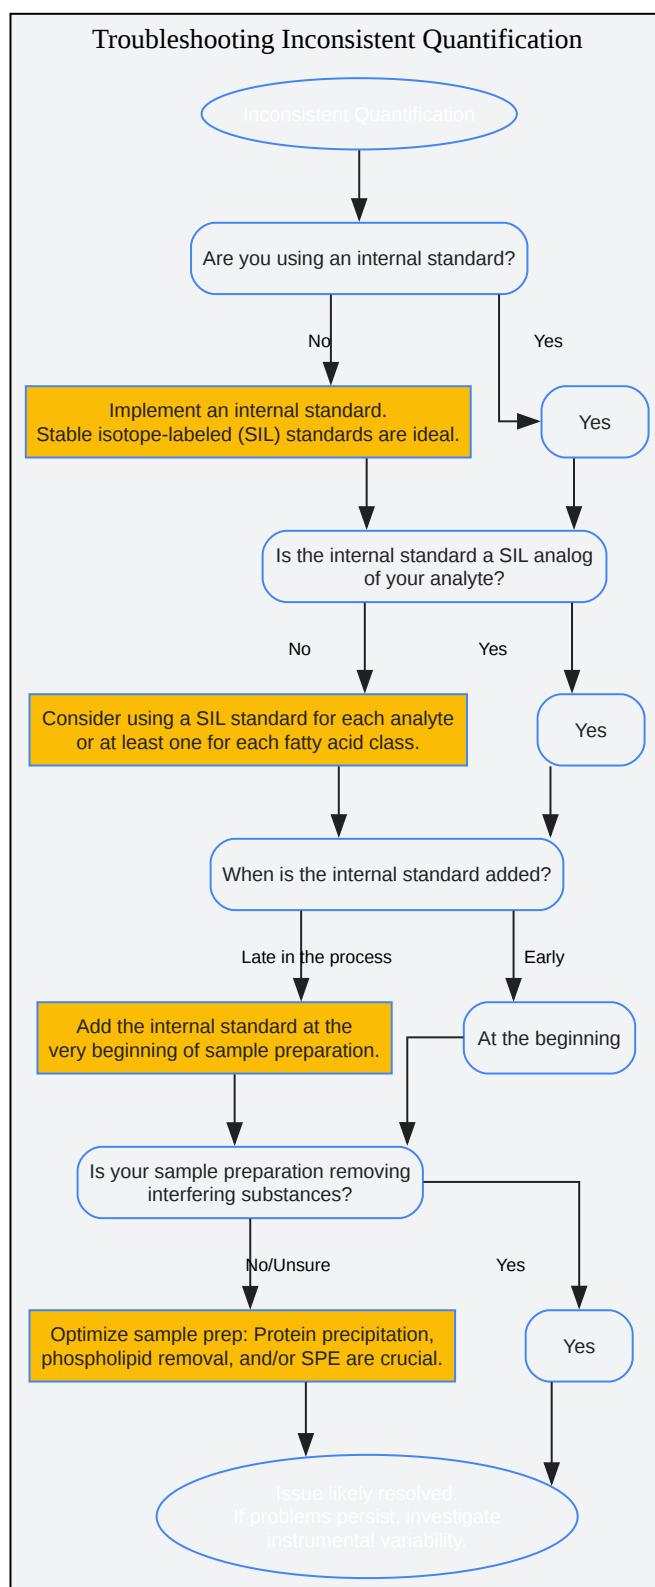 Troubleshooting Inconsistent Quantification
Inconsistent Quantification
Are you using an internal standard?
No
Yes
Implement an internal standard.
Stable isotope-labeled (SIL) standards are ideal.
Yes
Is the internal standard a SIL analog
of your analyte?
No
Yes
Consider using a SIL standard for each analyte
or at least one for each fatty acid class.
Yes
When is the internal standard added?
Late in the process
Early
Add the internal standard at the
very beginning of sample preparation.
At the beginning
Is your sample preparation removing
interfering substances?
No/Unsure
Yes
Optimize sample prep: Protein precipitation,
phospholipid removal, and/or SPE are crucial.
Yes
Issue likely resolved.
If problems persist, investigate
instrumental variability.